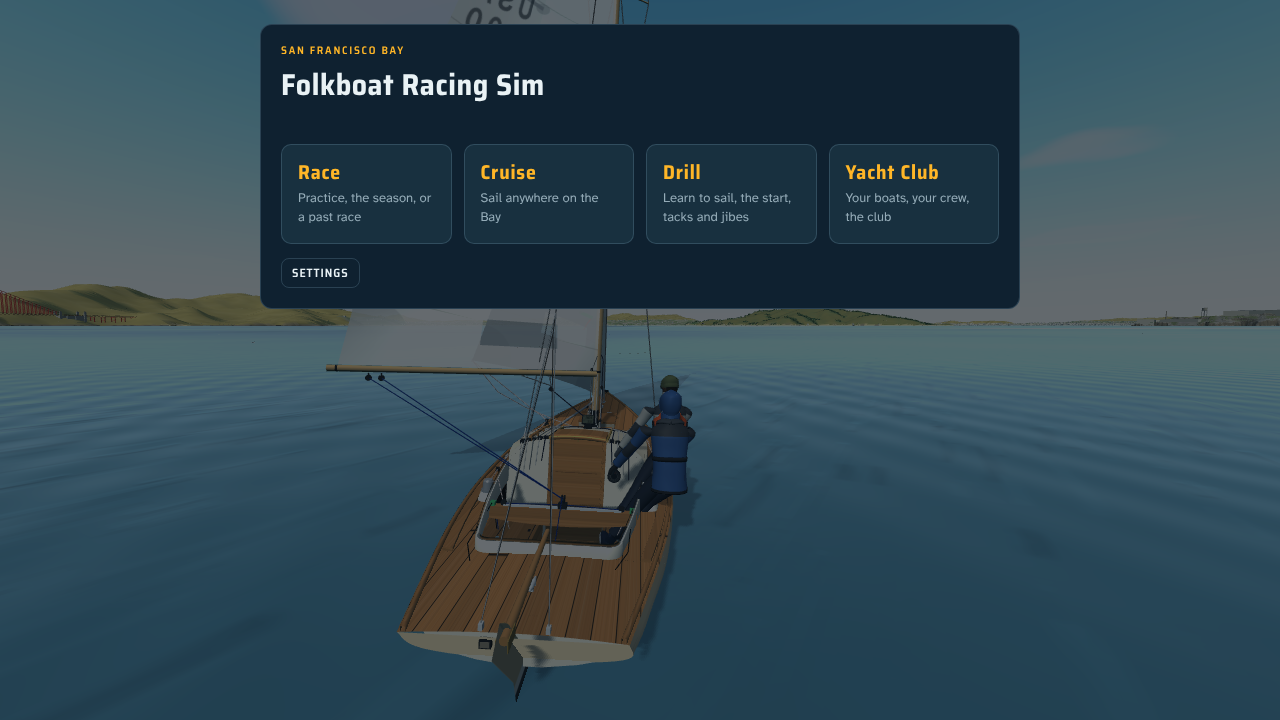 SAN FRANCISCO BAY
Folkboat Racing Sim
Race
Practice, the season, or
a past race
Cruise
Sail anywhere on the
Bay
Drill
Learn to sail, the start,
tacks and jibes
Yacht Club
Your boats, your crew,
the club
SETTINGS